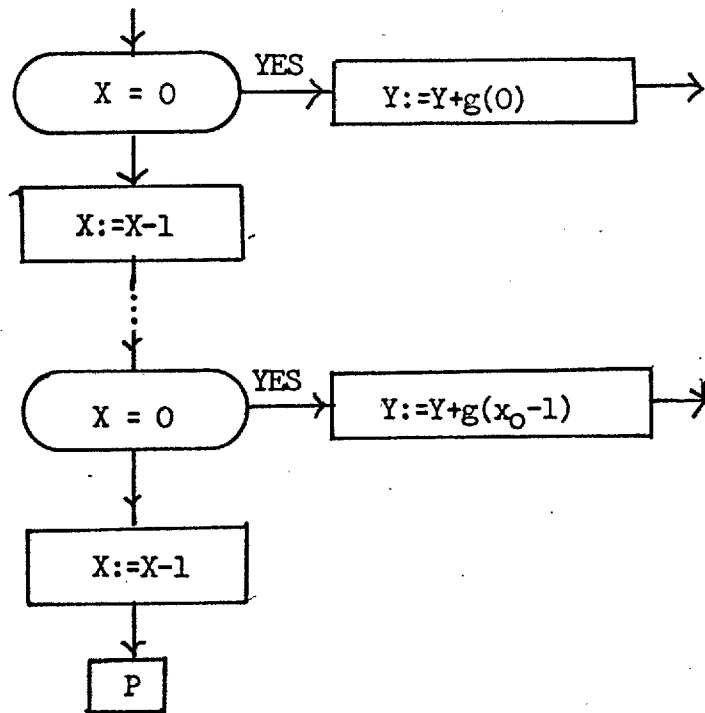 X = 0
YES
Y:=Y+g(0)
X:=X-1
X = 0
YES
Y:=Y+g(x₀-1)
X:=X-1
P